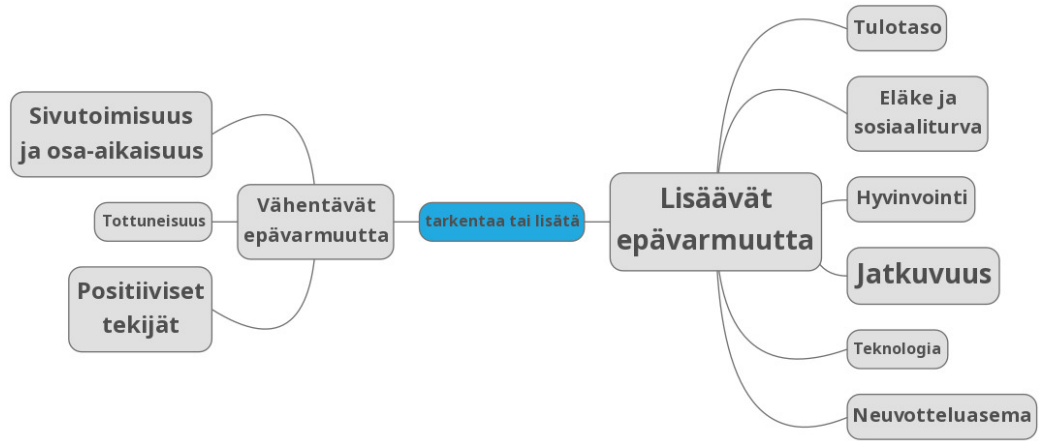 Sivutoimisuus
ja osa-aikaisuus
Tottuneisuus
Positiiviset
tekijät
Vähentävät
epävarmuutta
tarkentaa tai lisätä
Lisäävät
epävarmuutta
Tulotaso
Eläke ja
sosiaaliturva
Hyvinvointi
Jatkuvuus
Teknologia
Neuvotteluasema